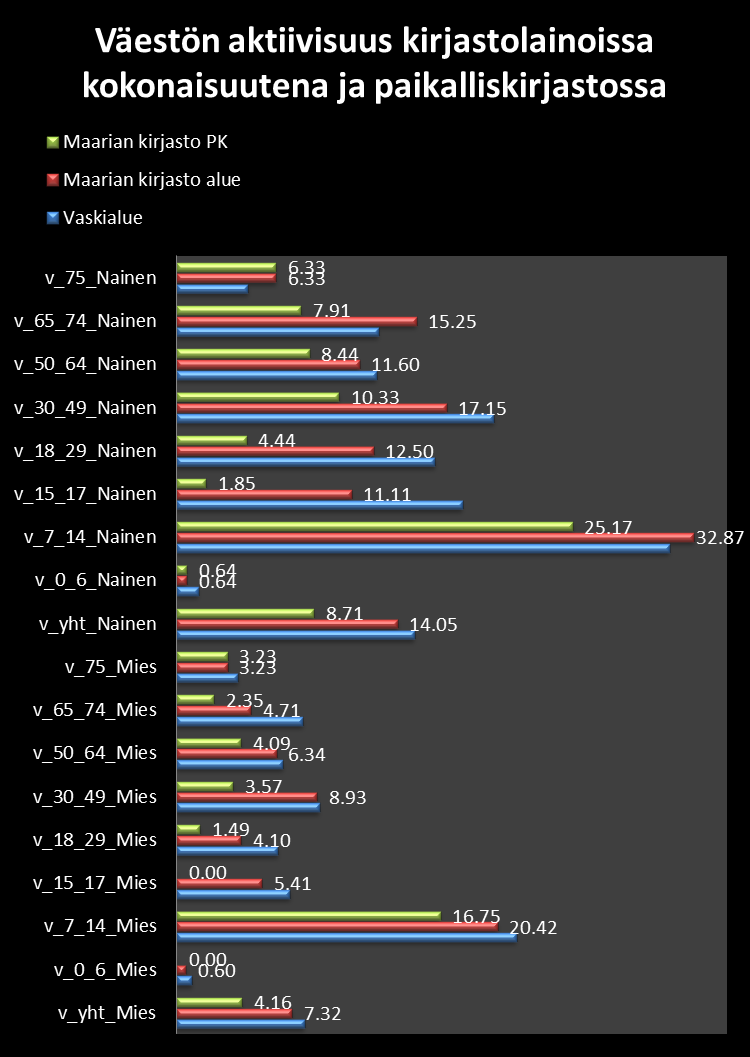 Väestön aktiivisuus kirjastolainoissa
kokonaisuutena ja paikalliskirjastossa
Maarian kirjasto PK
Maarian kirjasto alue
Vaskialue
v_75_Nainen
6.33
6.33
v_65_74_Nainen
7.91
15.25
v_50_64_Nainen
8.44
11.60
v_30_49_Nainen
10.33
17.15
v_18_29_Nainen
4.44
12.50
v_15_17_Nainen
1.85
11.11
v_7_14_Nainen
25.17
32.87
v_0_6_Nainen
0.64
0.64
v_yht_Nainen
8.71
14.05
v_75_Mies
3.23
3.23
v_65_74_Mies
2.35
4.71
v_50_64_Mies
4.09
6.34
v_30_49_Mies
3.57
8.93
v_18_29_Mies
1.49
4.10
v_15_17_Mies
0.00
5.41
v_7_14_Mies
16.75
20.42
v_0_6_Mies
0.00
0.60
v_yht_Mies
4.16
7.32